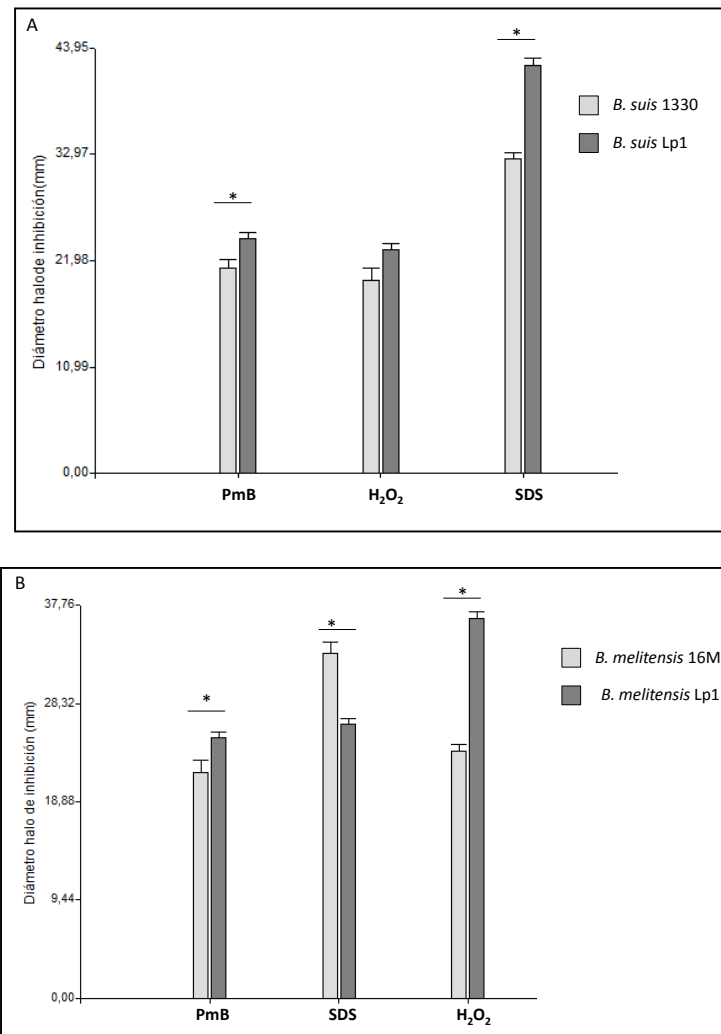 A
43,95
32,97
21,98
10,99
0,00
Diámetro halode inhibición(mm)
*
*
B. suis 1330
B. suis Lp1
PmB
H₂O₂
SDS
B
37,76
28,32
18,88
9,44
0,00
Diámetro halo de inhibición (mm)
*
*
*
B. melitensis 16M
B. melitensis Lp1
PmB
SDS
H₂O₂